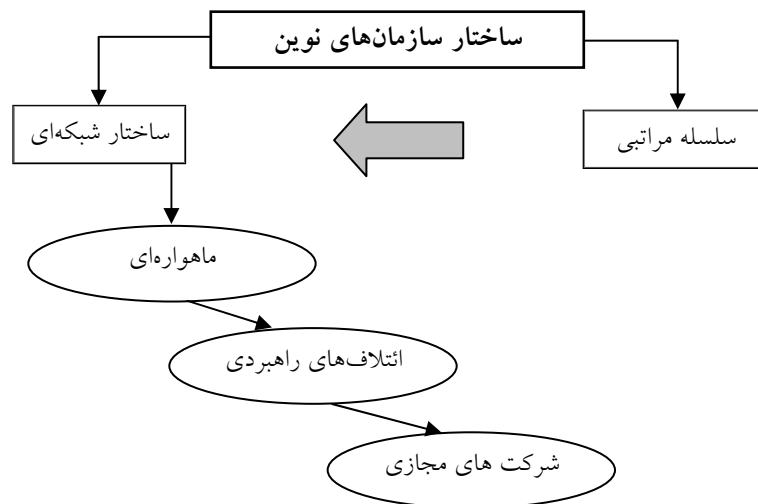 ساختار سازمان‌های نوین
سلسله مراتبی
ساختار شبکه‌ای
ماهواره‌ای
ائتلاف‌های راهبردی
شرکت های مجازی